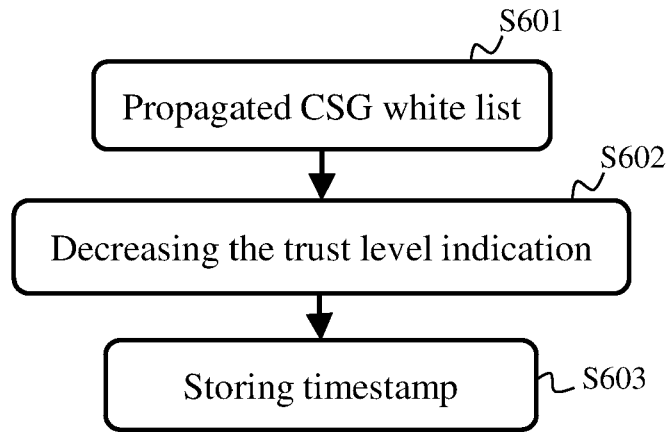 S601
Propagated CSG white list
S602
Decreasing the trust level indication
Storing timestamp
S603